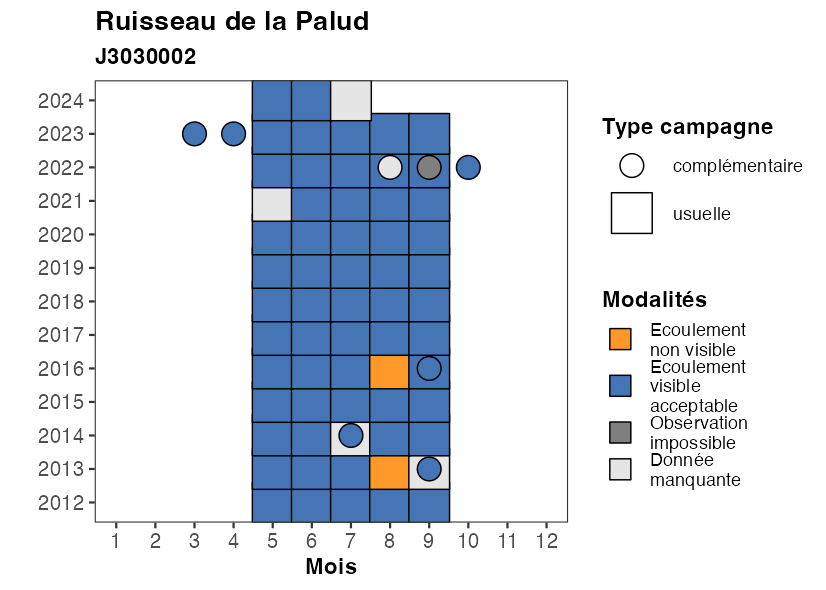 Ruisseau de la Palud
J3030002
2024
2023
2022
2021
2020
2019
2018
2017
2016
2015
2014
2013
2012
1 2 3 4 5 6 7 8 9 10 11 12
Mois
Type campagne
complémentaire
usuelle
Modalités
Ecoulement
non visible
Ecoulement
visible
acceptable
Observation
impossible
Donnée
manquante